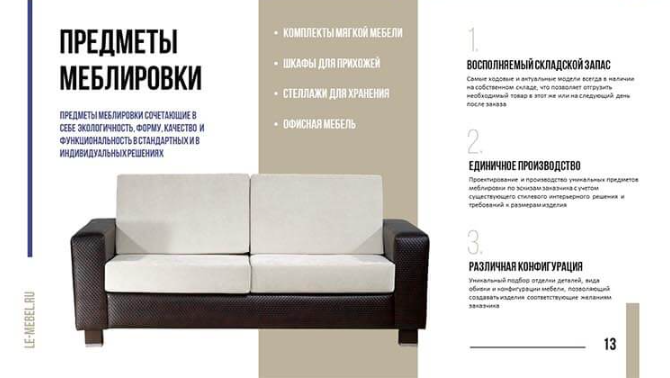 ПРЕДМЕТЫ
МЕБЛИРОВКИ
ПРЕДМЕТЫ МЕБЛИРОВКИ СОЧЕТАЮЩИЕ В
СЕБЕ ЭКОЛОГИЧНОСТЬ, ФОРМУ, КАЧЕСТВО И
ФУНКЦИОНАЛЬНОСТЬ В СТАНДАРТНЫХ И В
ИНДИВИДУАЛЬНЫХ РЕШЕНИЯХ
LE-MEBEL.RU
• КОМПЛЕКТЫ МЯГКОЙ МЕБЕЛИ
• ШКАФЫ ДЛЯ ПРИХОЖЕЙ
• СТЕЛЛАЖИ ДЛЯ ХРАНЕНИЯ
• ОФИСНАЯ МЕБЕЛЬ
1.
ВОСПОЛНЯЕМЫЙ СКЛАДСКОЙ ЗАПАС
Самые ходовые и актуальные модели всегда в наличии
на собственном складе, что позволяет отгрузить
необходимый товар в этот же или на следующий день
после заказа
2.
ЕДИНИЧНОЕ ПРОИЗВОДСТВО
Проектирование и производство уникальных предметов
меблировки по эскизам заказчика с учетом
существующего стилевого интерьерного решения и
требований к размерам изделия
3.
РАЗЛИЧНАЯ КОНФИГУРАЦИЯ
Уникальный подбор отделки деталей, вида
обивки и конфигурации мебели, позволяющий
создавать изделия соответствующие желаниям
заказчика
13